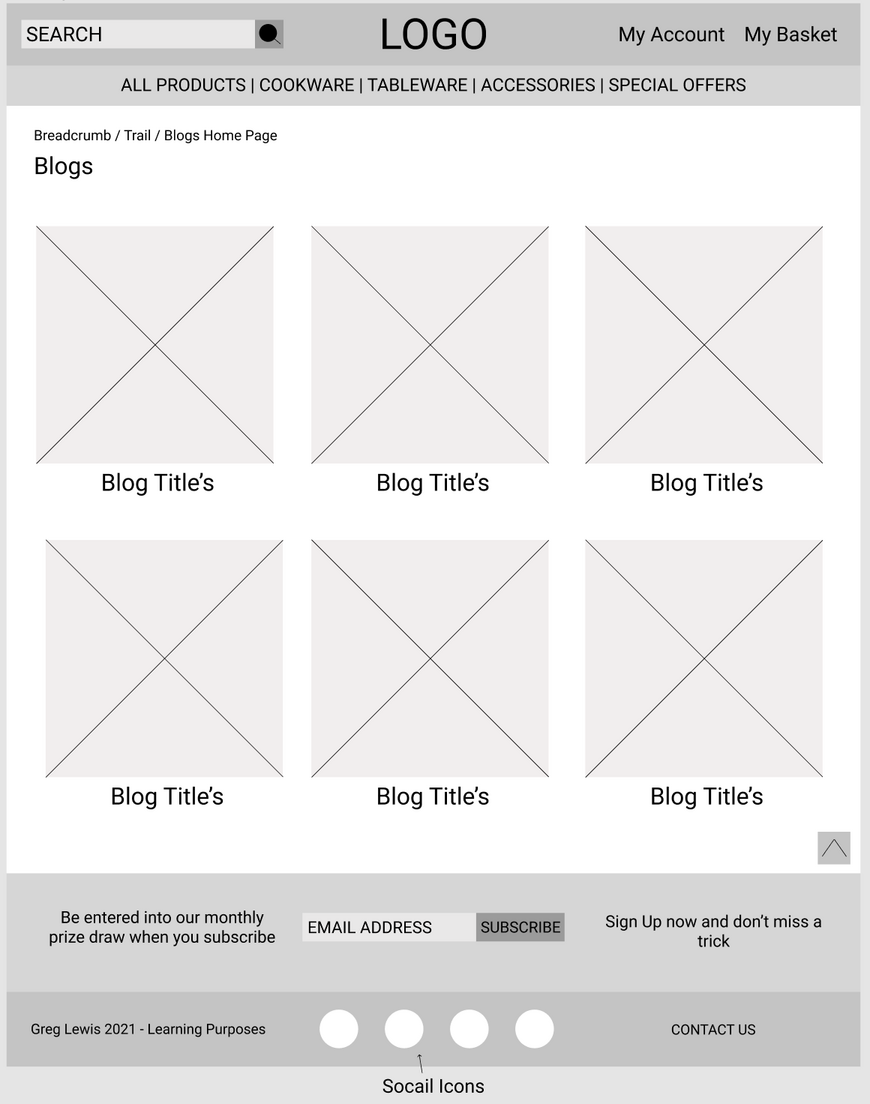 SEARCH
LOGO
My Account My Basket
ALL PRODUCTS | COOKWARE | TABLEWARE | ACCESSORIES | SPECIAL OFFERS
Breadcrumb / Trail / Blogs Home Page
Blogs
Blog Title’s
Blog Title’s
Blog Title’s
Blog Title’s
Blog Title’s
Blog Title’s
Be entered into our monthly
prize draw when you subscribe
EMAIL ADDRESS
SUBSCRIBE
Sign Up now and don’t miss a
trick
Greg Lewis 2021 - Learning Purposes
CONTACT US
Socail Icons